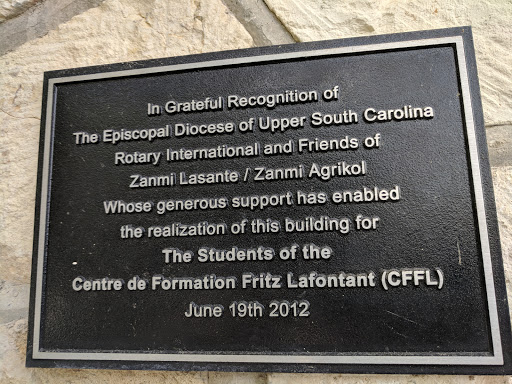 In Grateful Recognition of
The Episcopal Diocese of Upper South Carolina
Rotary International and Friends of
Zanmi Lasante / Zanmi Agrikol
Whose generous support has enabled
the realization of this building for
The Students of the
Centre de Formation Fritz Lafontant (CFFL)
June 19th 2012